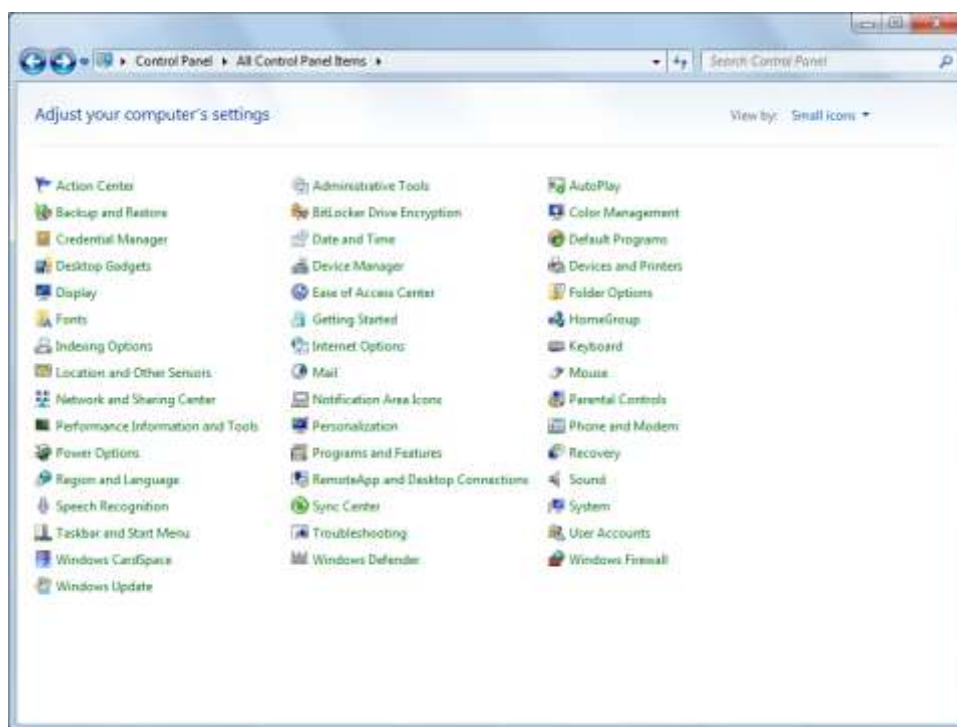 Control Panel All Control Panel Items Search Control Panel
Adjust your computer's settings View by: Small icons
Action Center Administrative Tools AutoPlay
Backup and Restore BitLocker Drive Encryption Color Management
Credential Manager Date and Time Default Programs
Desktop Gadgets Device Manager Devices and Printers
Display Ease of Access Center Folder Options
Fonts Getting Started HomeGroup
Indexing Options Internet Options Keyboard
Location and Other Sensors Mail Mouse
Network and Sharing Center Notification Area Icons Parental Controls
Performance Information and Tools Personalization Phone and Modem
Power Options Programs and Features Recovery
Region and Language RemoteApp and Desktop Connections Sound
Speech Recognition Sync Center System
Taskbar and Start Menu Troubleshooting User Accounts
Windows CardSpace Windows Defender Windows Firewall
Windows Update